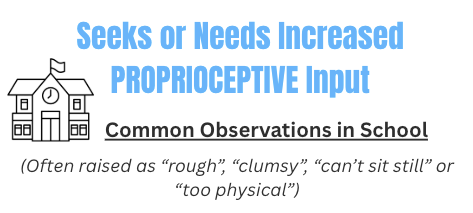 Seeks or Needs Increased
PROPRIOCEPTIVE Input
Common Observations in School
(Often raised as “rough”, “clumsy”, “can’t sit still” or
“too physical”)